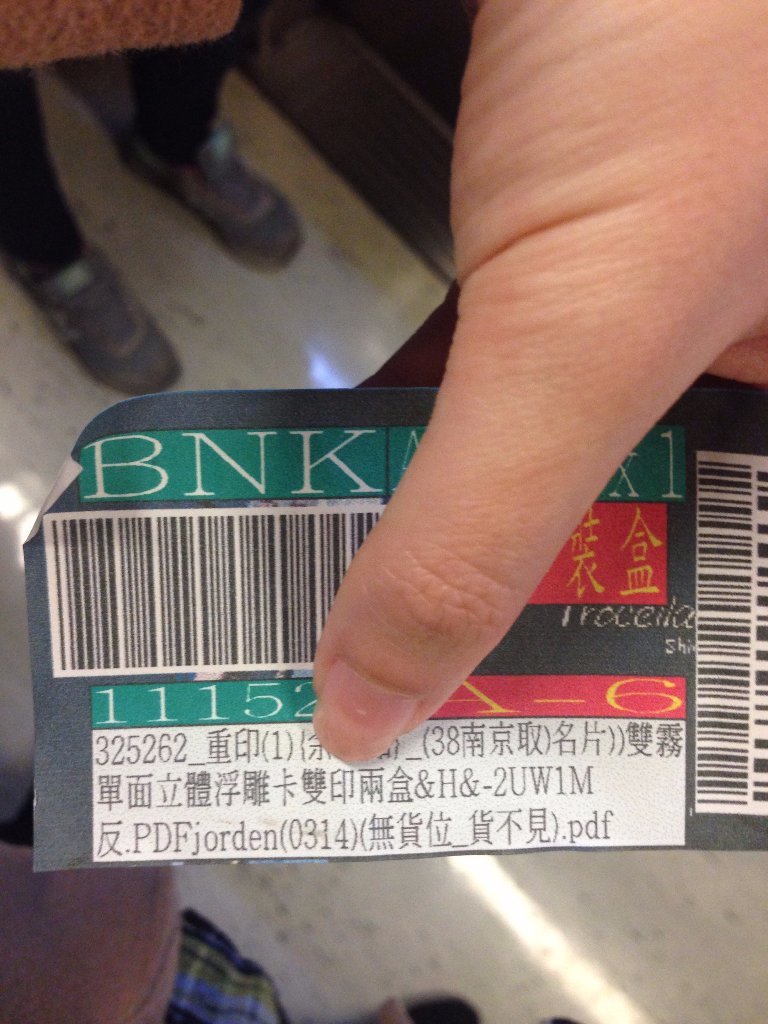 BNK x1
裝盒
shi
1115 A-6
325262_重印(1) _(38南京取)名片))雙霧
單面立體浮雕卡雙印兩盒&H&-2UW1M
反.PDFjorden(0314)(無貨位_貨不見).pdf